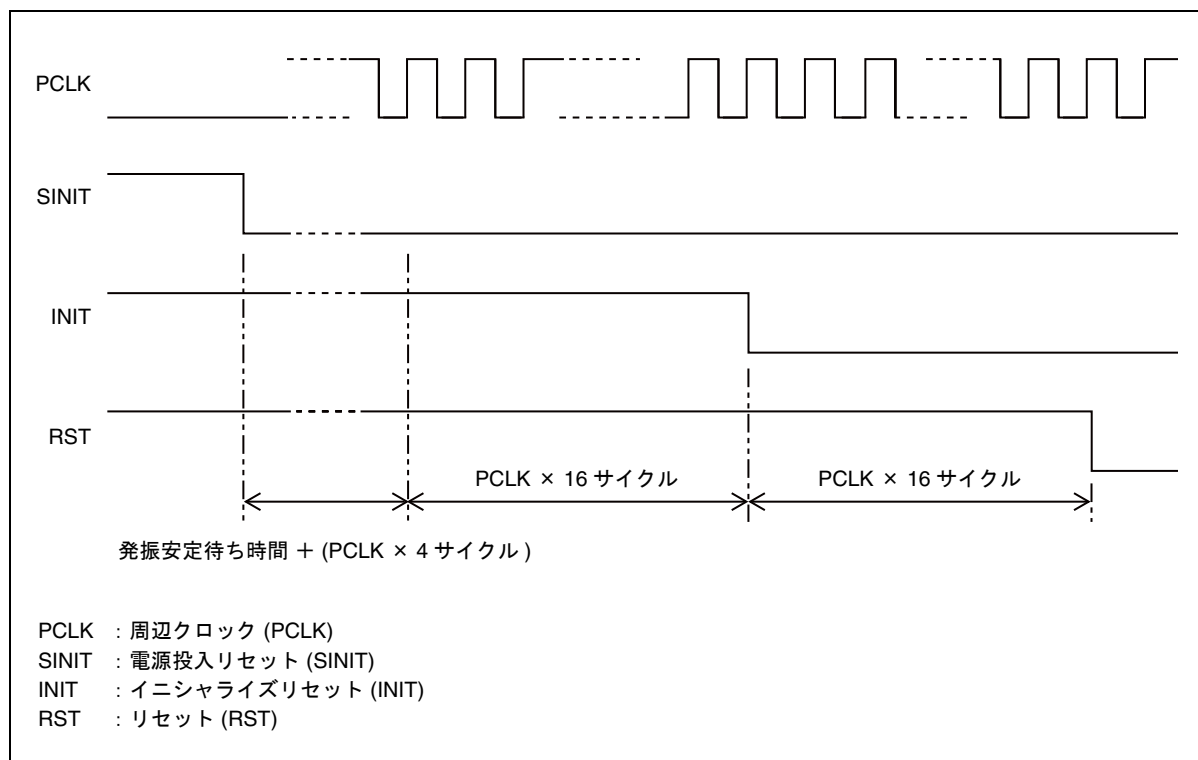 PCLK
SINIT
INIT
RST
PCLK × 16 サイクル
PCLK × 16 サイクル
発振安定待ち時間 + (PCLK × 4 サイクル )
PCLK : 周辺クロック (PCLK)
SINIT : 電源投入リセット (SINIT)
INIT : イニシャライズリセット (INIT)
RST : リセット (RST)